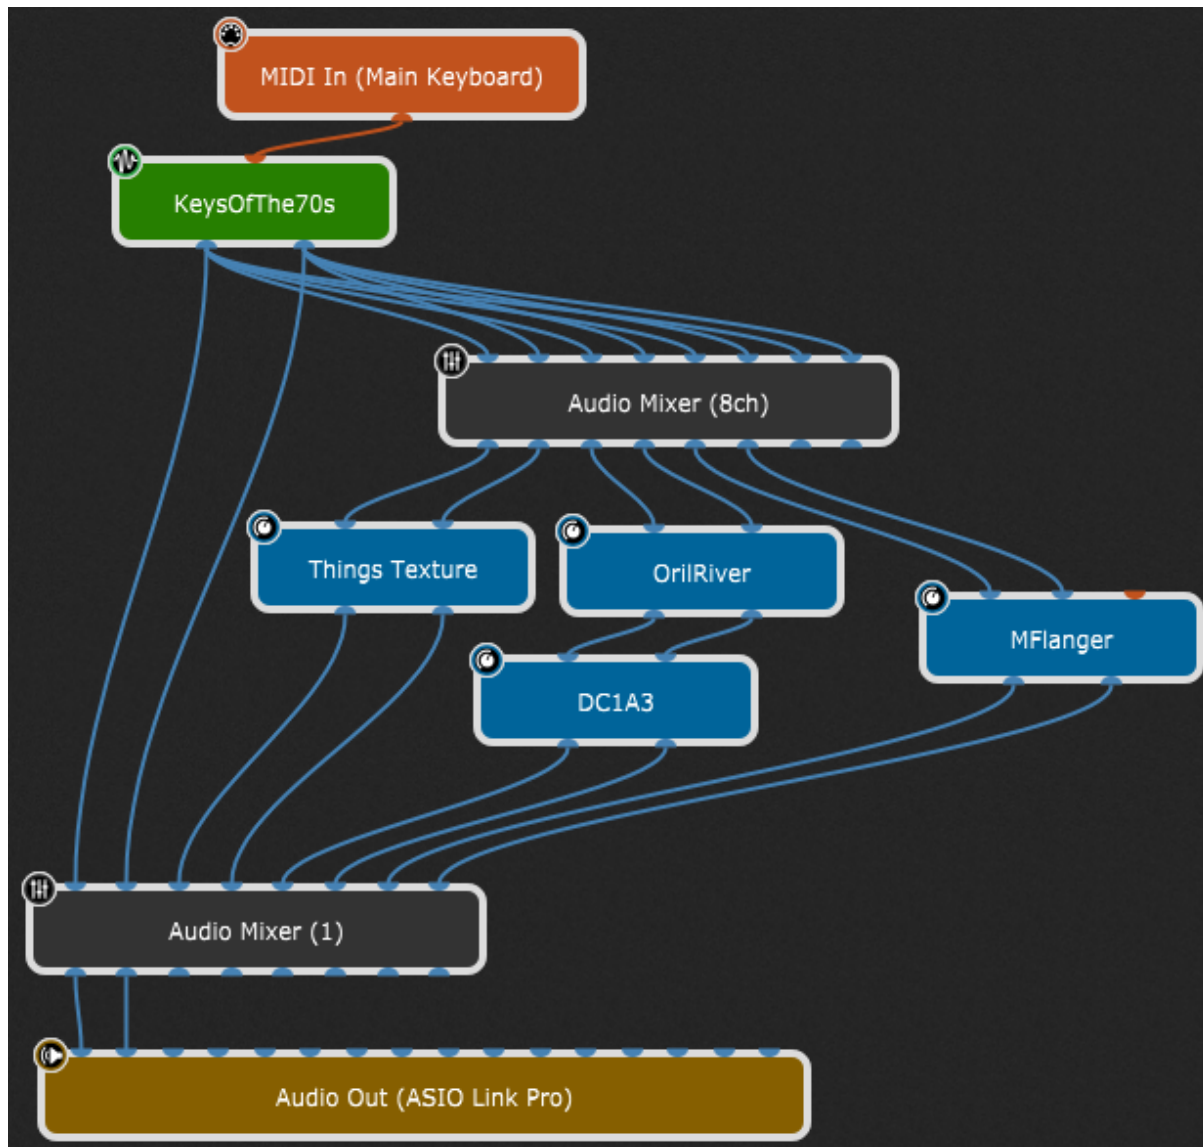 MIDI In (Main Keyboard)
KeysOfThe70s
Audio Mixer (8ch)
Things Texture
OrilRiver
MFlanger
DC1A3
Audio Mixer (1)
Audio Out (ASIO Link Pro)